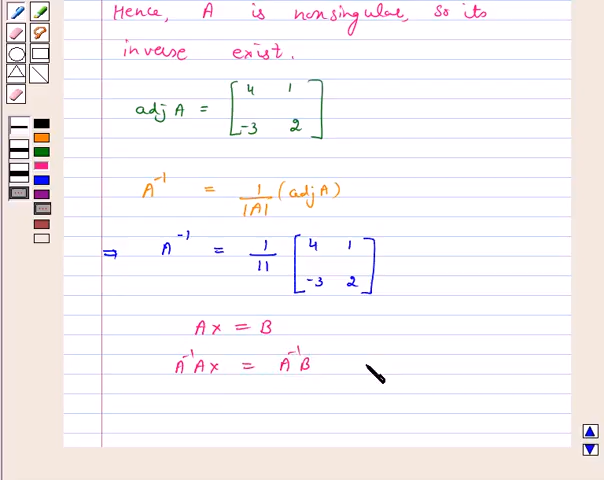 Hence, A is nonsingular, so its
inverse exist.
adj A = [4 1
-3 2]
A⁻¹ = 1/|A| (adj A)
⇒ A⁻¹ = 1/11 [4 1
-3 2]
Ax = B
A⁻¹Ax = A⁻¹B